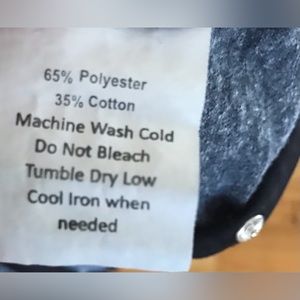 65% Polyester
35% Cotton
Machine Wash Cold
Do Not Bleach
Tumble Dry Low
Cool Iron when
needed